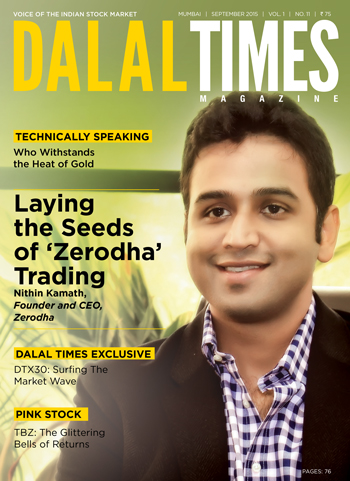 VOICE OF THE INDIAN STOCK MARKET
MUMBAI | SEPTEMBER 2015 | VOL. 1 | NO. 11 | ₹ 75
DALAL TIMES
MAGAZINE
TECHNICALLY SPEAKING
Who Withstands
the Heat of Gold
Laying
the Seeds
of ‘Zerodha’
Trading
Nithin Kamath,
Founder and CEO,
Zerodha
DALAL TIMES EXCLUSIVE
DTX30: Surfing The
Market Wave
PINK STOCK
TBZ: The Glittering
Bells of Returns
PAGES: 76